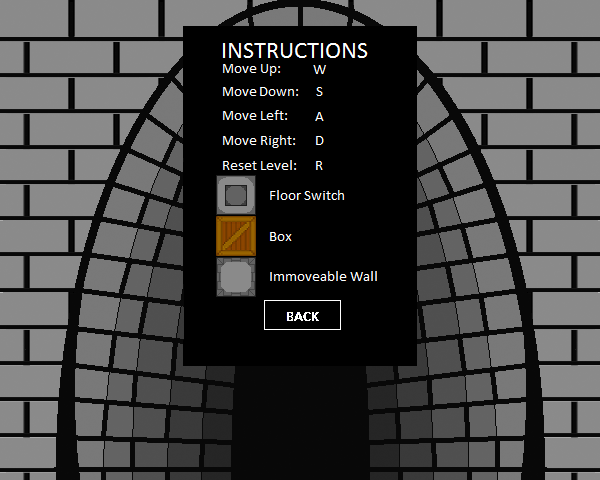 INSTRUCTIONS
Move Up: W
Move Down: S
Move Left: A
Move Right: D
Reset Level: R
Floor Switch
Box
Immoveable Wall
BACK